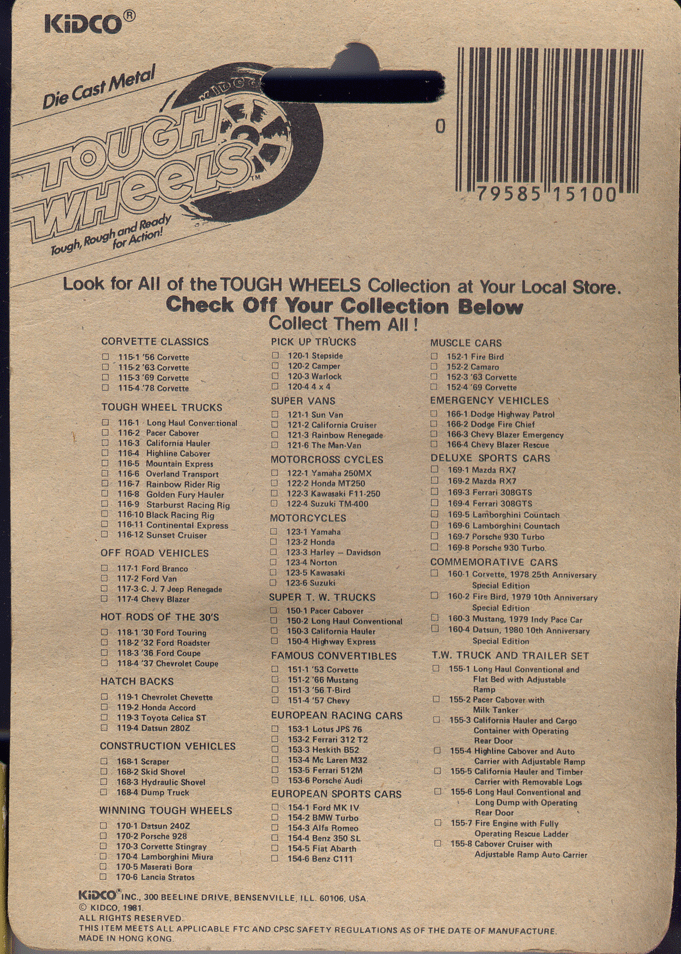 KiDCO®
Die Cast Metal
KIDCO
TOUGH
WHeeLS™
Tough, Rough and Ready
for Action!
0
79585 15100
Look for All of the TOUGH WHEELS Collection at Your Local Store.
Check Off Your Collection Below
Collect Them All !
CORVETTE CLASSICS
☐ 115-1 '56 Corvette
☐ 115-2 '63 Corvette
☐ 115-3 '69 Corvette
☐ 115-4 '78 Corvette
TOUGH WHEEL TRUCKS
☐ 116-1 Long Haul Conventional
☐ 116-2 Pacer Cabover
☐ 116-3 California Hauler
☐ 116-4 Highline Cabover
☐ 116-5 Mountain Express
☐ 116-6 Overland Transport
☐ 116-7 Rainbow Rider Rig
☐ 116-8 Golden Fury Hauler
☐ 116-9 Starburst Racing Rig
☐ 116-10 Black Racing Rig
☐ 116-11 Continental Express
☐ 116-12 Sunset Cruiser
OFF ROAD VEHICLES
☐ 117-1 Ford Branco
☐ 117-2 Ford Van
☐ 117-3 C. J. 7 Jeep Renegade
☐ 117-4 Chevy Blazer
HOT RODS OF THE 30'S
☐ 118-1 '30 Ford Touring
☐ 118-2 '32 Ford Roadster
☐ 118-3 '36 Ford Coupe
☐ 118-4 '37 Chevrolet Coupe
HATCH BACKS
☐ 119-1 Chevrolet Chevette
☐ 119-2 Honda Accord
☐ 119-3 Toyota Celica ST
☐ 119-4 Datsun 280Z
CONSTRUCTION VEHICLES
☐ 168-1 Scraper
☐ 168-2 Skid Shovel
☐ 168-3 Hydraulic Shovel
☐ 168-4 Dump Truck
WINNING TOUGH WHEELS
☐ 170-1 Datsun 240Z
☐ 170-2 Porsche 928
☐ 170-3 Corvette Stingray
☐ 170-4 Lamborghini Miura
☐ 170-5 Maserati Bora
☐ 170-6 Lancia Stratos
PICK UP TRUCKS
☐ 120-1 Stepside
☐ 120-2 Camper
☐ 120-3 Warlock
☐ 120-4 4 x 4
SUPER VANS
☐ 121-1 Sun Van
☐ 121-2 California Cruiser
☐ 121-3 Rainbow Renegade
☐ 121-6 The Man-Van
MOTORCROSS CYCLES
☐ 122-1 Yamaha 250MX
☐ 122-2 Honda MT250
☐ 122-3 Kawasaki F11-250
☐ 122-4 Suzuki TM-400
MOTORCYCLES
☐ 123-1 Yamaha
☐ 123-2 Honda
☐ 123-3 Harley – Davidson
☐ 123-4 Norton
☐ 123-5 Kawasaki
☐ 123-6 Suzuki
SUPER T. W. TRUCKS
☐ 150-1 Pacer Cabover
☐ 150-2 Long Haul Conventional
☐ 150-3 California Hauler
☐ 150-4 Highway Express
FAMOUS CONVERTIBLES
☐ 151-1 '53 Corvette
☐ 151-2 '66 Mustang
☐ 151-3 '56 T-Bird
☐ 151-4 '57 Chevy
EUROPEAN RACING CARS
☐ 153-1 Lotus JPS 76
☐ 153-2 Ferrari 312 T2
☐ 153-3 Heskith B52
☐ 153-4 Mc Laren M32
☐ 153-5 Ferrari 512M
☐ 153-6 Porsche Audi
EUROPEAN SPORTS CARS
☐ 154-1 Ford MK IV
☐ 154-2 BMW Turbo
☐ 154-3 Alfa Romeo
☐ 154-4 Benz 350 SL
☐ 154-5 Fiat Abarth
☐ 154-6 Benz C111
MUSCLE CARS
☐ 152-1 Fire Bird
☐ 152-2 Camaro
☐ 152-3 '63 Corvette
☐ 152-4 '69 Corvette
EMERGENCY VEHICLES
☐ 166-1 Dodge Highway Patrol
☐ 166-2 Dodge Fire Chief
☐ 166-3 Chevy Blazer Emergency
☐ 166-4 Chevy Blazer Rescue
DELUXE SPORTS CARS
☐ 169-1 Mazda RX7
☐ 169-2 Mazda RX7
☐ 169-3 Ferrari 308GTS
☐ 169-4 Ferrari 308GTS
☐ 169-5 Lamborghini Countach
☐ 169-6 Lamborghini Countach
☐ 169-7 Porsche 930 Turbo
☐ 169-8 Porsche 930 Turbo
COMMEMORATIVE CARS
☐ 160-1 Corvette, 1978 25th Anniversary
Special Edition
☐ 160-2 Fire Bird, 1979 10th Anniversary
Special Edition
☐ 160-3 Mustang, 1979 Indy Pace Car
☐ 160-4 Datsun, 1980 10th Anniversary
Special Edition
T.W. TRUCK AND TRAILER SET
☐ 155-1 Long Haul Conventional and
Flat Bed with Adjustable
Ramp
☐ 155-2 Pacer Cabover with
Milk Tanker
☐ 155-3 California Hauler and Cargo
Container with Operating
Rear Door
☐ 155-4 Highline Cabover and Auto
Carrier with Adjustable Ramp
☐ 155-5 California Hauler and Timber
Carrier with Removable Logs
☐ 155-6 Long Haul Conventional and
Long Dump with Operating
Rear Door
☐ 155-7 Fire Engine with Fully
Operating Rescue Ladder
☐ 155-8 Cabover Cruiser with
Adjustable Ramp Auto Carrier
KiDCO® INC., 300 BEELINE DRIVE, BENSENVILLE, ILL. 60106, USA
© KIDCO, 1981.
ALL RIGHTS RESERVED.
THIS ITEM MEETS ALL APPLICABLE FTC AND CPSC SAFETY REGULATIONS AS OF THE DATE OF MANUFACTURE.
MADE IN HONG KONG